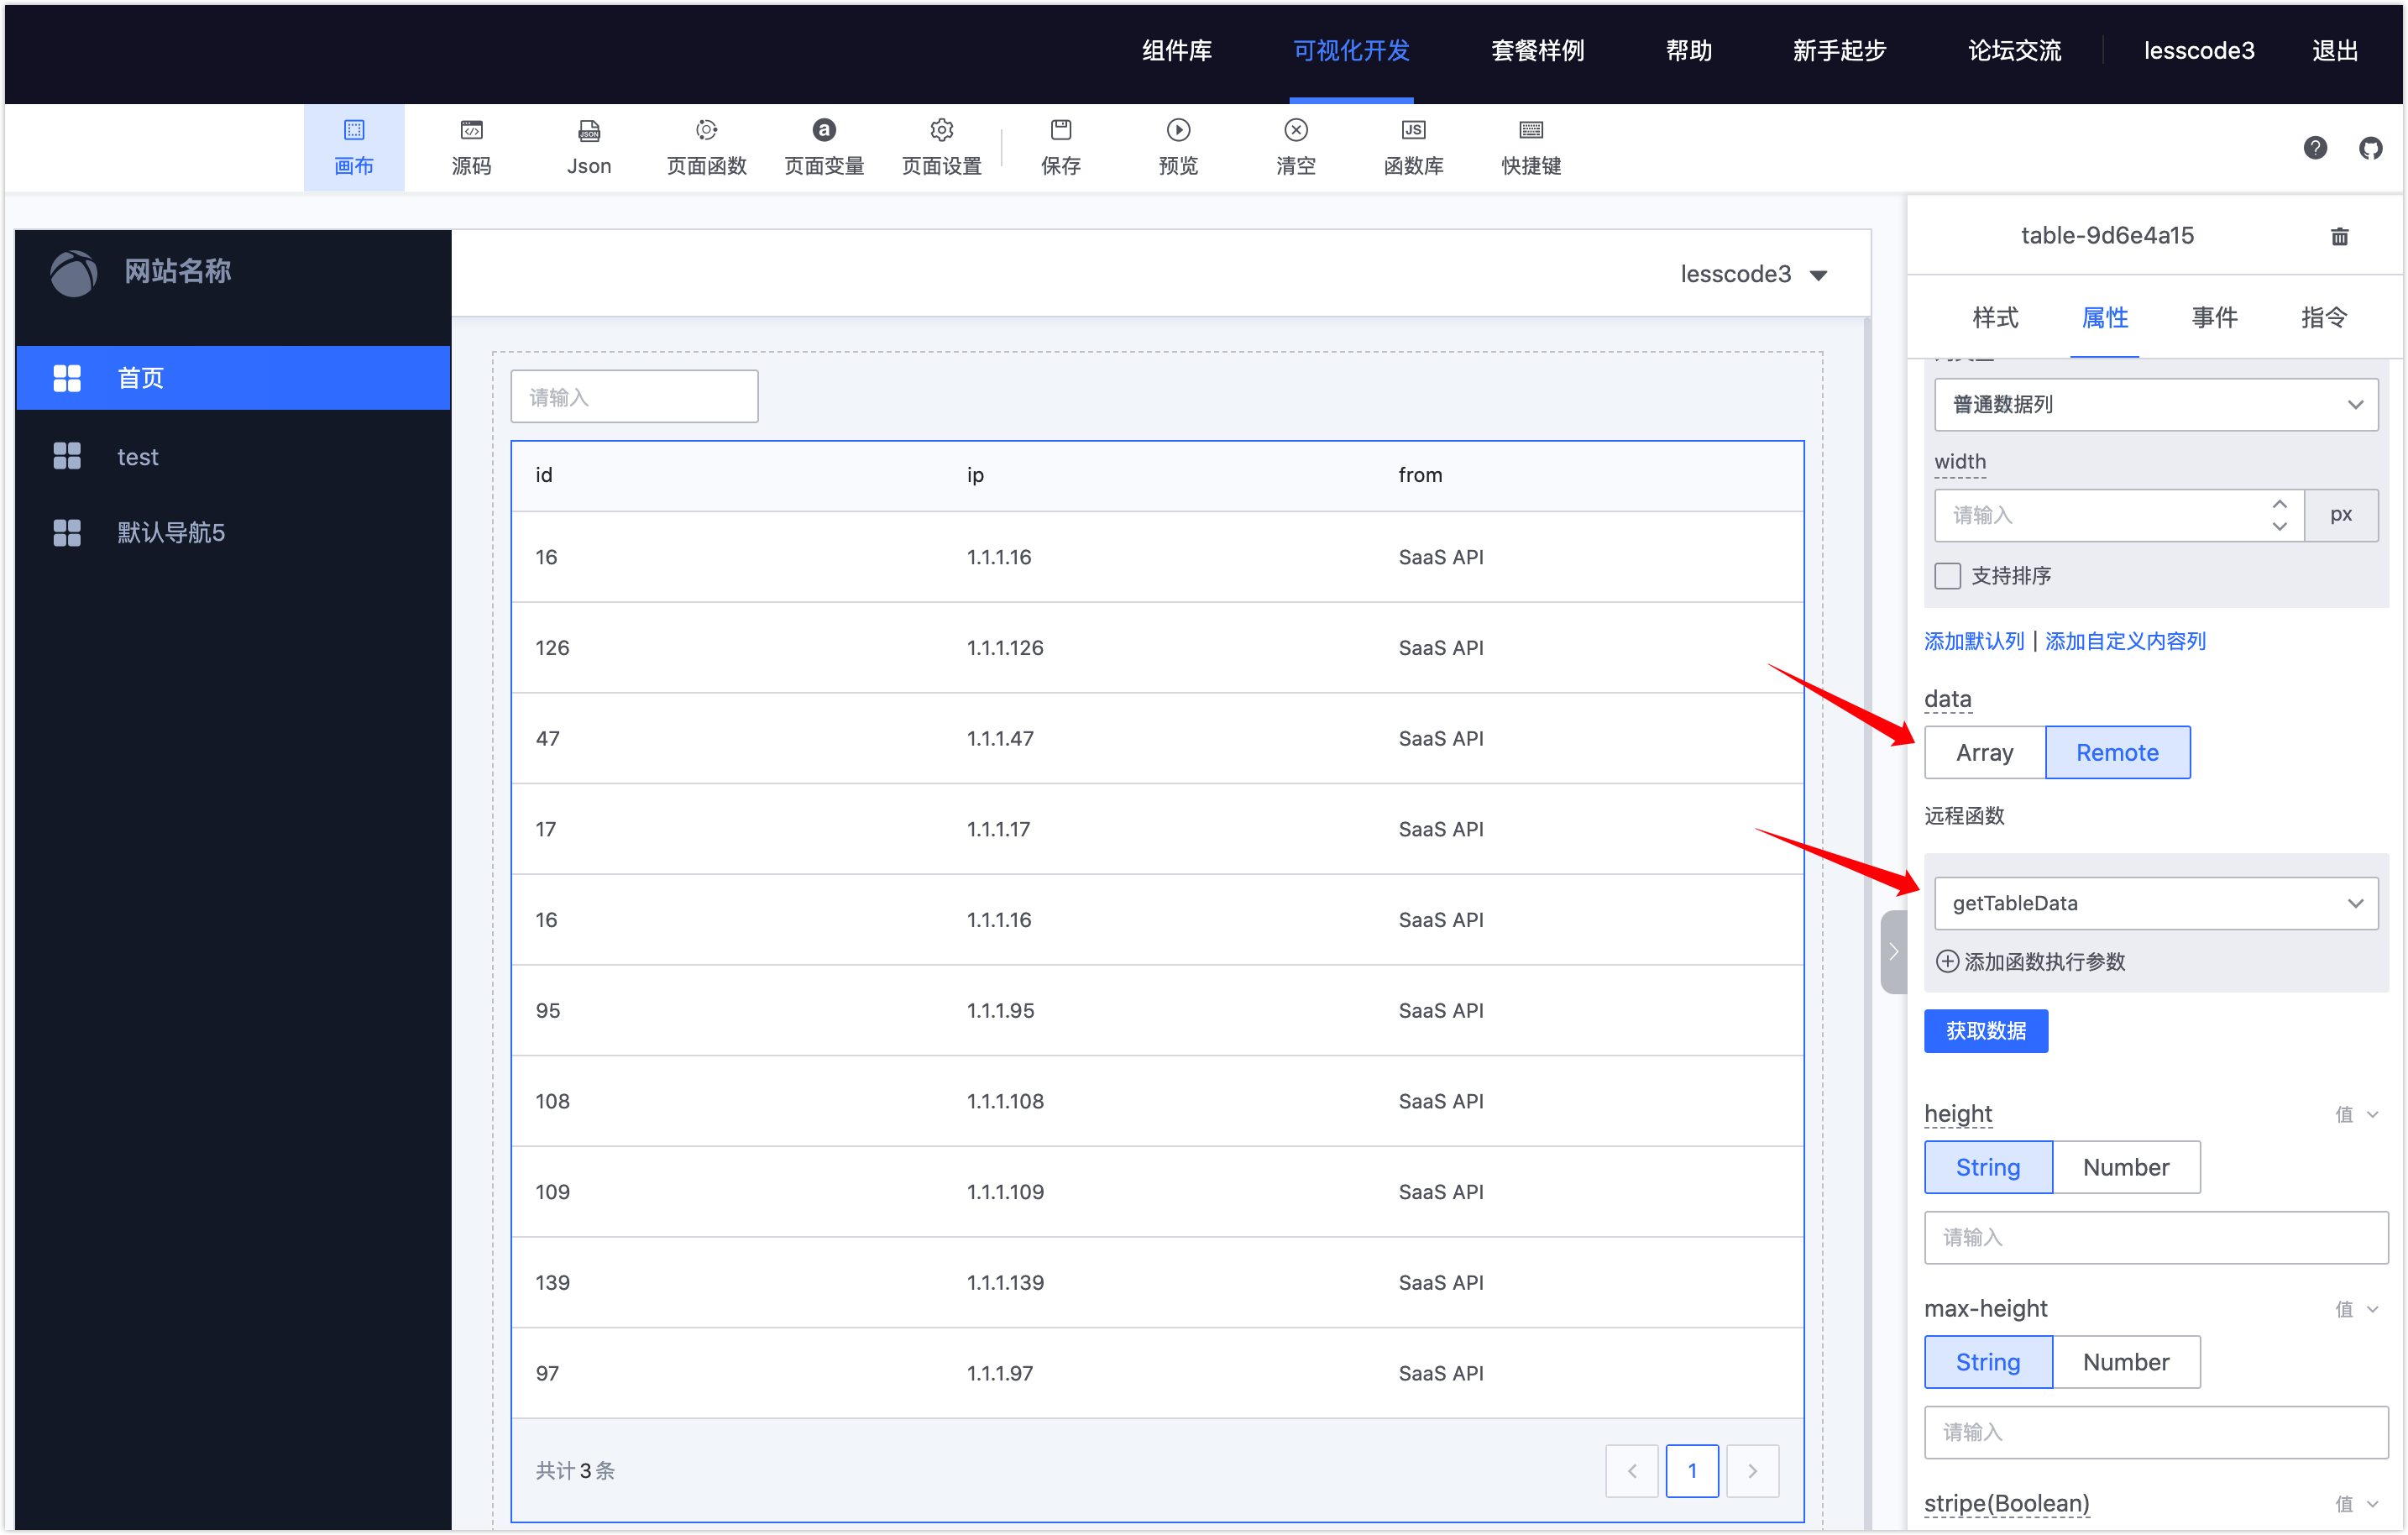 组件库 可视化开发 套餐样例 帮助 新手起步 论坛交流 lesscode3 退出
画布 源码 Json 页面函数 页面变量 页面设置 保存 预览 清空 函数库 快捷键
网站名称
首页
test
默认导航5
lesscode3
请输入
id ip from
16 1.1.1.16 SaaS API
126 1.1.1.126 SaaS API
47 1.1.1.47 SaaS API
17 1.1.1.17 SaaS API
16 1.1.1.16 SaaS API
95 1.1.1.95 SaaS API
108 1.1.1.108 SaaS API
109 1.1.1.109 SaaS API
139 1.1.1.139 SaaS API
97 1.1.1.97 SaaS API
共计 3 条 1
table-9d6e4a15
样式 属性 事件 指令
普通数据列
width
请输入 px
支持排序
添加默认列 | 添加自定义内容列
data
Array Remote
远程函数
getTableData
添加函数执行参数
获取数据
height 值
String Number
请输入
max-height 值
String Number
请输入
stripe(Boolean) 值